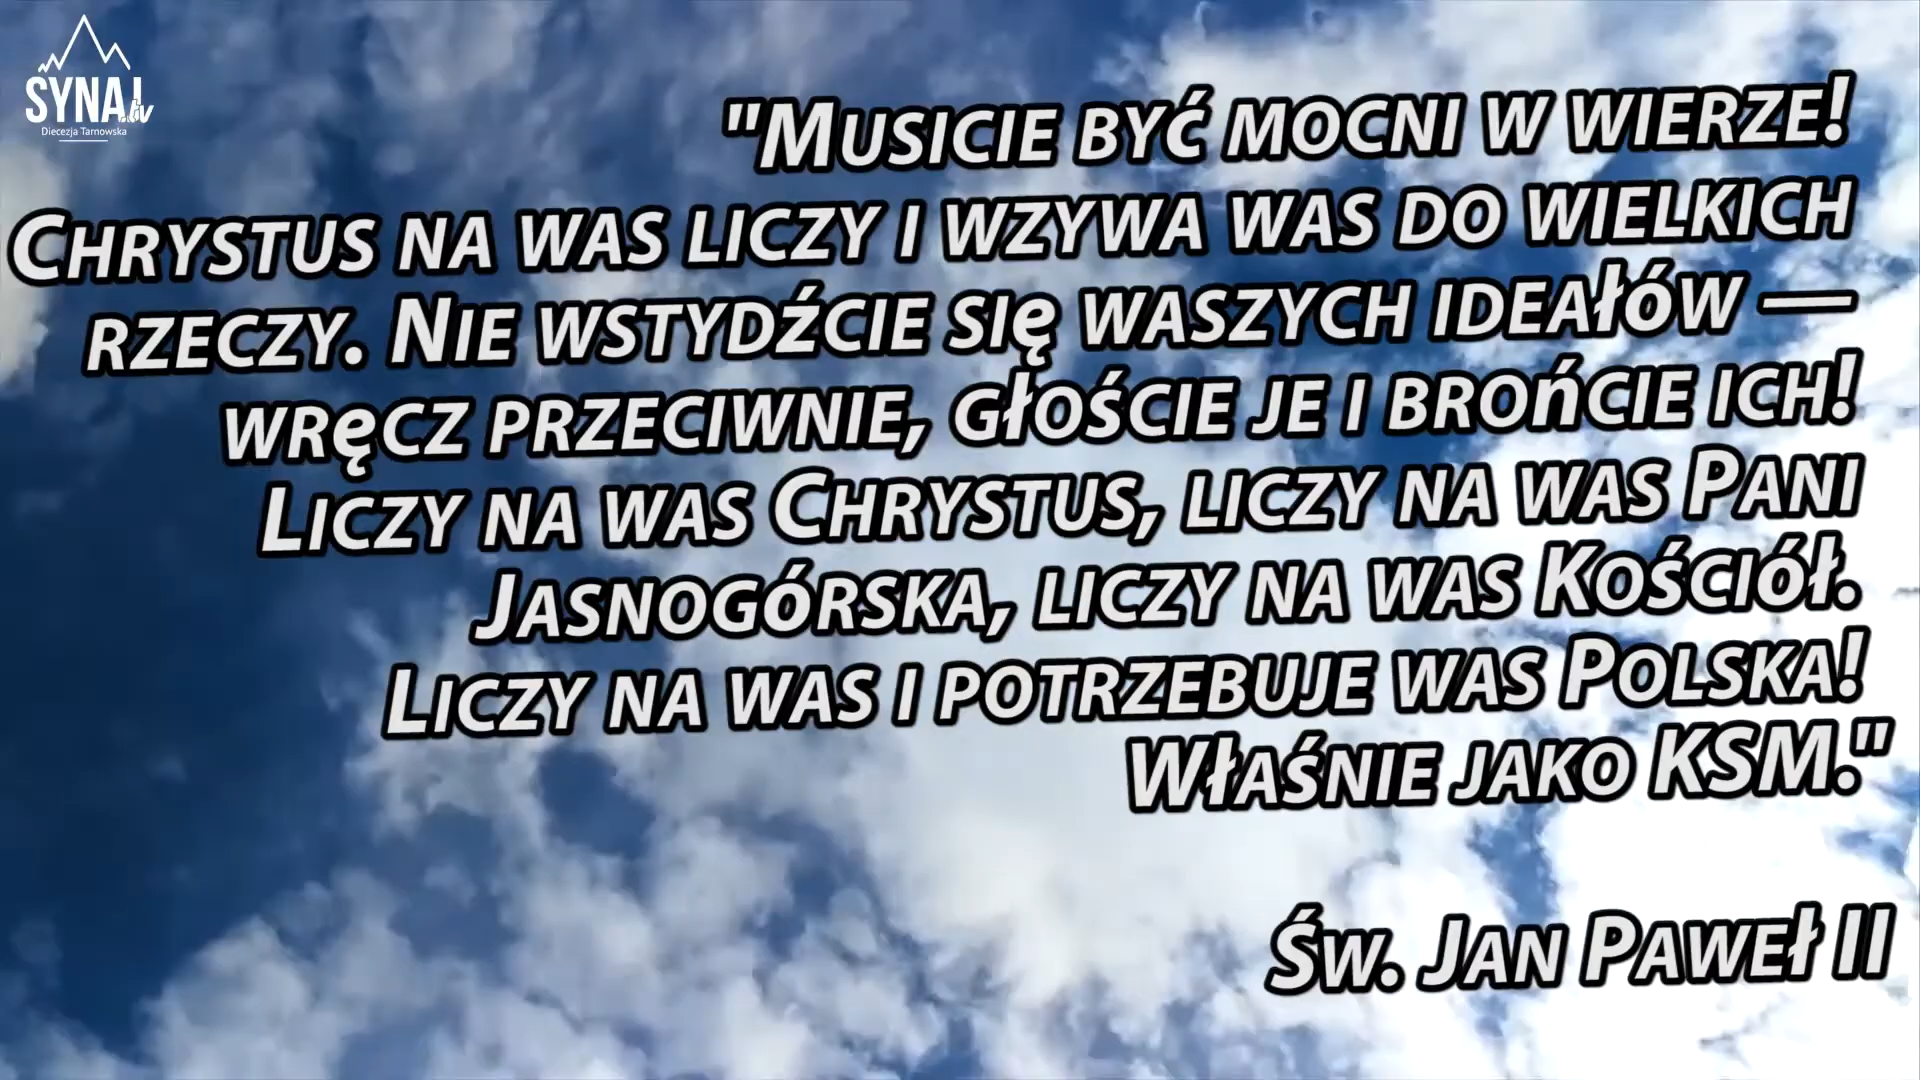 SYNAJ.tv
Diecezja Tarnowska
"Musicie być mocni w wierze!
Chrystus na was liczy i wzywa was do wielkich
rzeczy. Nie wstydźcie się waszych ideałów —
wręcz przeciwnie, głoście je i brońcie ich!
Liczy na was Chrystus, liczy na was Pani
Jasnogórska, liczy na was Kościół.
Liczy na was i potrzebuje was Polska!
Właśnie jako KSM."
Św. Jan Paweł II